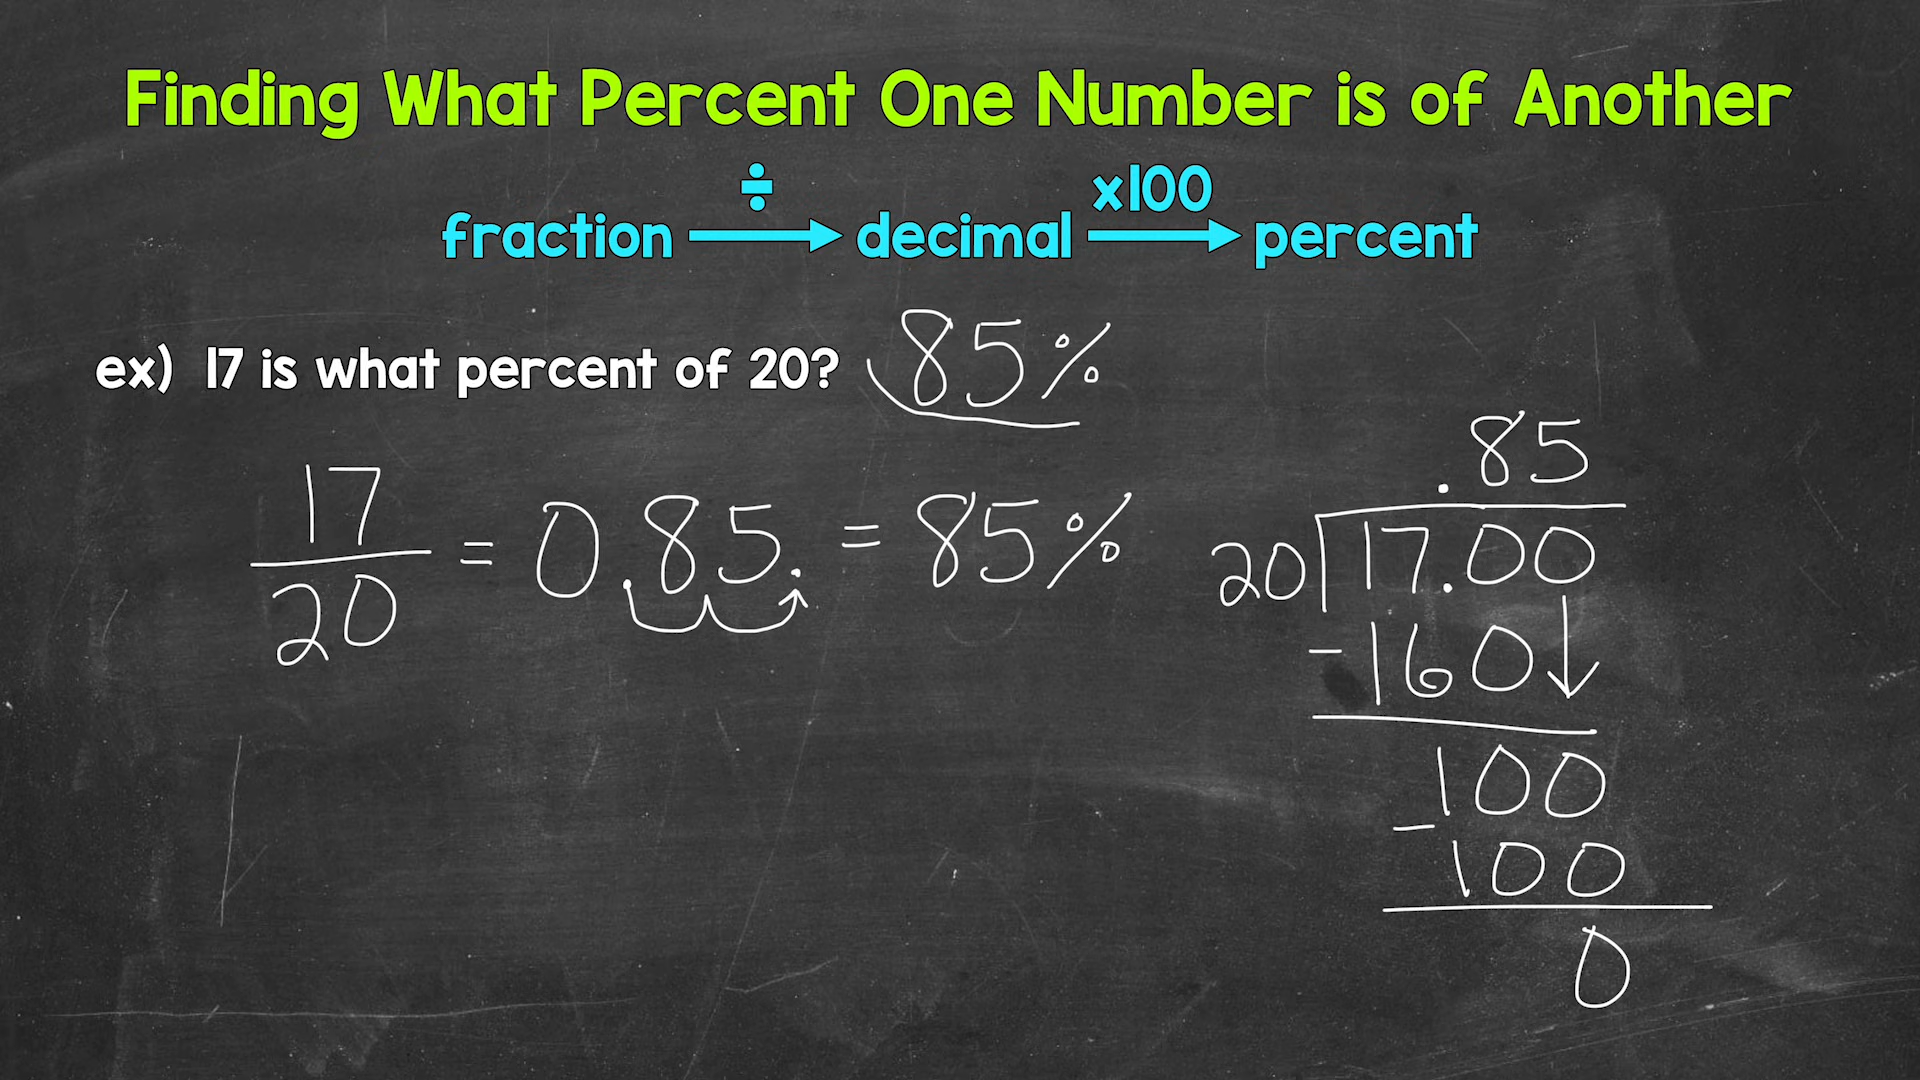 Finding What Percent One Number is of Another
÷ x100
fraction → decimal → percent
ex) 17 is what percent of 20? 85%
17
20
= 0.85. = 85%
.85
20 17.00
-160
100
-100
0